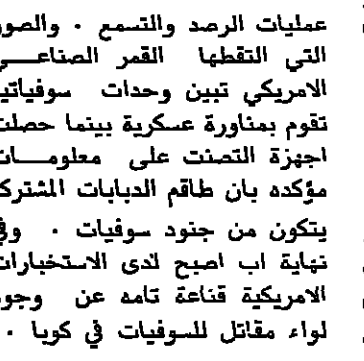 عمليات الرصد والتسمع . والصور
التي التقطها القمر الصناعي
الامريكي تبين وحدات سوفياتية
تقوم بمناورة عسكرية بينما حصلت
اجهزة التصنت على معلومات
مؤكده بان طاقم الدبابات المشتركة
يتكون من جنود سوفيات . وفي
نهاية اب اصبح لدى الاستخبارات
الامريكية قناعة تامه عن وجود
لواء مقاتل للسوفيات في كوبا .